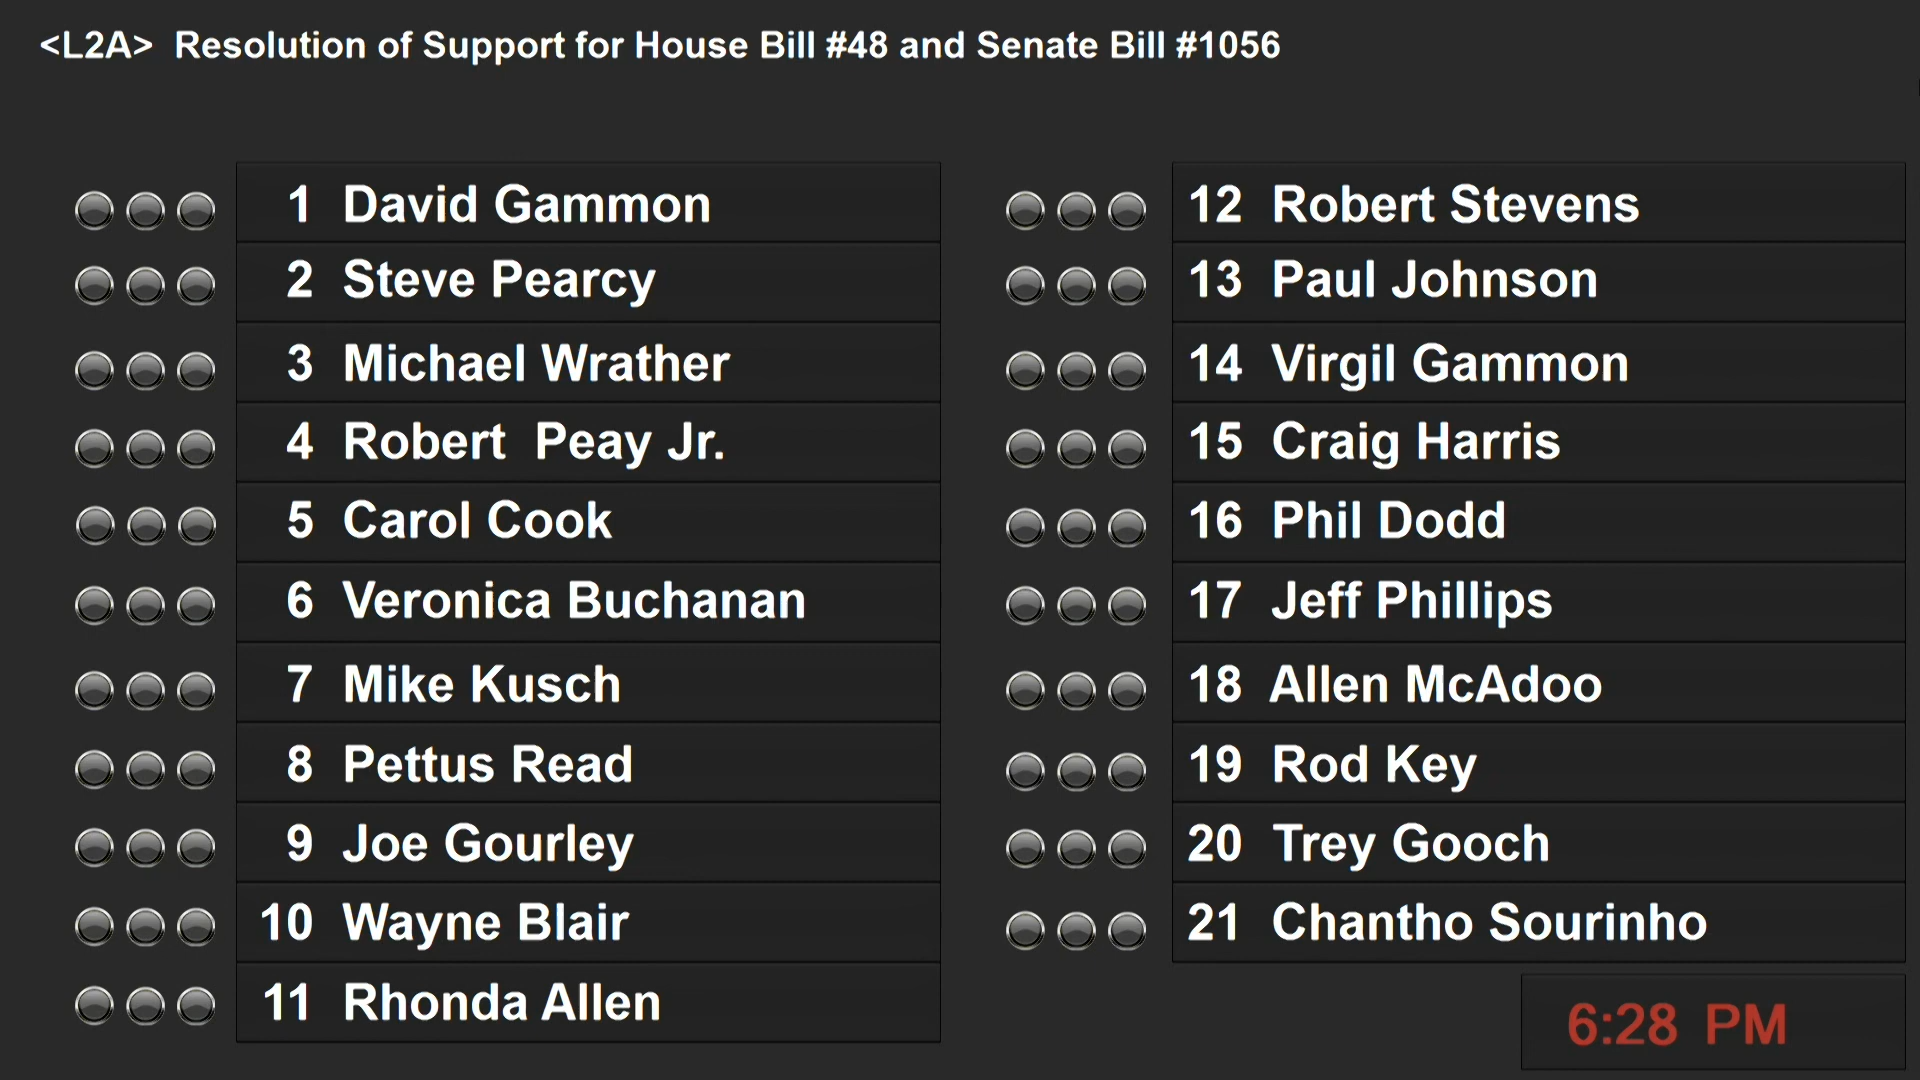 <L2A> Resolution of Support for House Bill #48 and Senate Bill #1056
1 David Gammon
2 Steve Pearcy
3 Michael Wrather
4 Robert  Peay Jr.
5 Carol Cook
6 Veronica Buchanan
7 Mike Kusch
8 Pettus Read
9 Joe Gourley
10 Wayne Blair
11 Rhonda Allen
12 Robert Stevens
13 Paul Johnson
14 Virgil Gammon
15 Craig Harris
16 Phil Dodd
17 Jeff Phillips
18 Allen McAdoo
19 Rod Key
20 Trey Gooch
21 Chantho Sourinho
6:28 PM